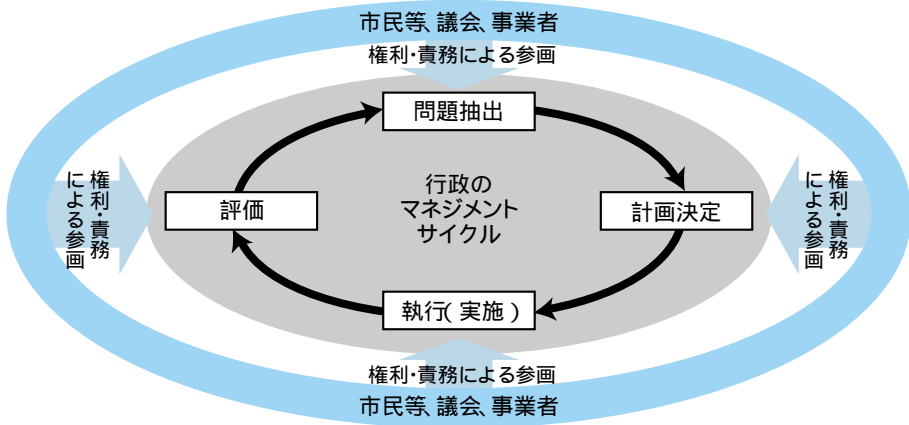 市民等、議会、事業者
権利・責務による参画
問題抽出
権利・責務
による参画
評価
行政の
マネジメント
サイクル
計画決定
権利・責務
による参画
執行(実施)
権利・責務による参画
市民等、議会、事業者